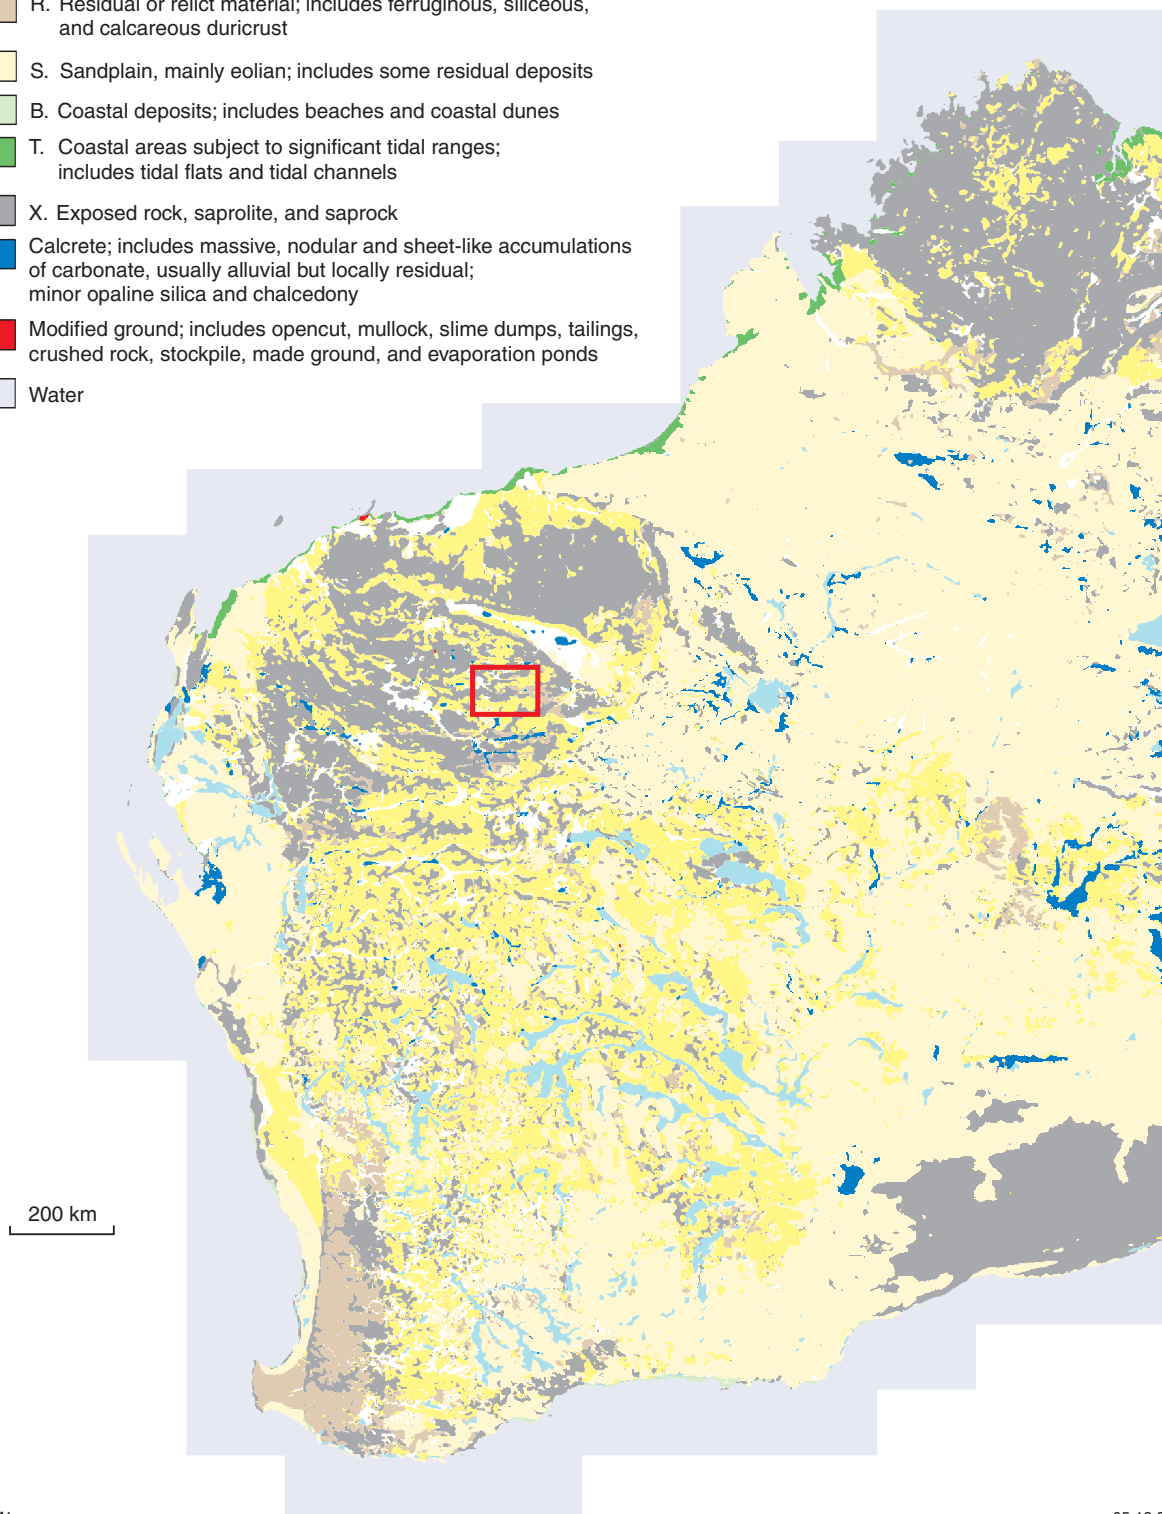 R. Residual or relict material; includes ferruginous, siliceous,
and calcareous duricrust
S. Sandplain, mainly eolian; includes some residual deposits
B. Coastal deposits; includes beaches and coastal dunes
T. Coastal areas subject to significant tidal ranges;
includes tidal flats and tidal channels
X. Exposed rock, saprolite, and saprock
Calcrete; includes massive, nodular and sheet-like accumulations
of carbonate, usually alluvial but locally residual;
minor opaline silica and chalcedony
Modified ground; includes opencut, mullock, slime dumps, tailings,
crushed rock, stockpile, made ground, and evaporation ponds
Water
200 km